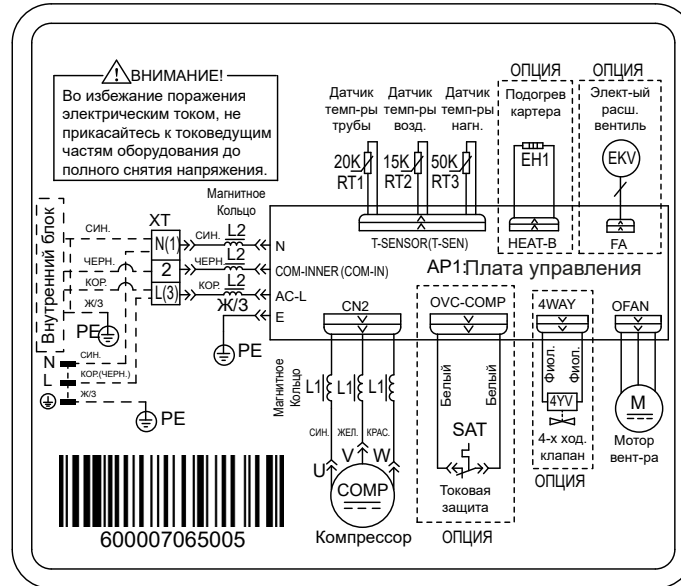 ВНИМАНИЕ!
Во избежание поражения
электрическим током, не
прикасайтесь к токоведущим
частям оборудования до
полного снятия напряжения.
Датчик
темп-ры
трубы
Датчик
темп-ры
возд.
Датчик
темп-ры
нагн.
ОПЦИЯ
Подогрев
картера
ОПЦИЯ
Элект-ый
расш.
вентиль
20K
RT1
15K
RT2
50K
RT3
EH1
EKV
T-SENSOR(T-SEN)
HEAT-B
FA
Магнитное
Кольцо
Внутренний блок
XT
СИН.
N(1)
СИН.
L2
N
ЧЕРН.
2
ЧЕРН.
L2
COM-INNER (COM-IN)
КОР.
L(3)
КОР.
L2
AC-L
Ж/З
PE
Ж/З
E
PE
AP1:Плата управления
N
СИН.
L
КОР.(ЧЕРН.)
Ж/З
PE
CN2
OVC-COMP
4WAY
OFAN
Магнитное
Кольцо
L1
L1
L1
СИН.
ЖЕЛ.
КРАС.
U
V
W
COMP
Компрессор
Белый
Белый
SAT
Токовая
защита
ОПЦИЯ
Фиол.
Фиол.
4YV
4-х ход.
клапан
ОПЦИЯ
M
Мотор
вент-ра
600007065005